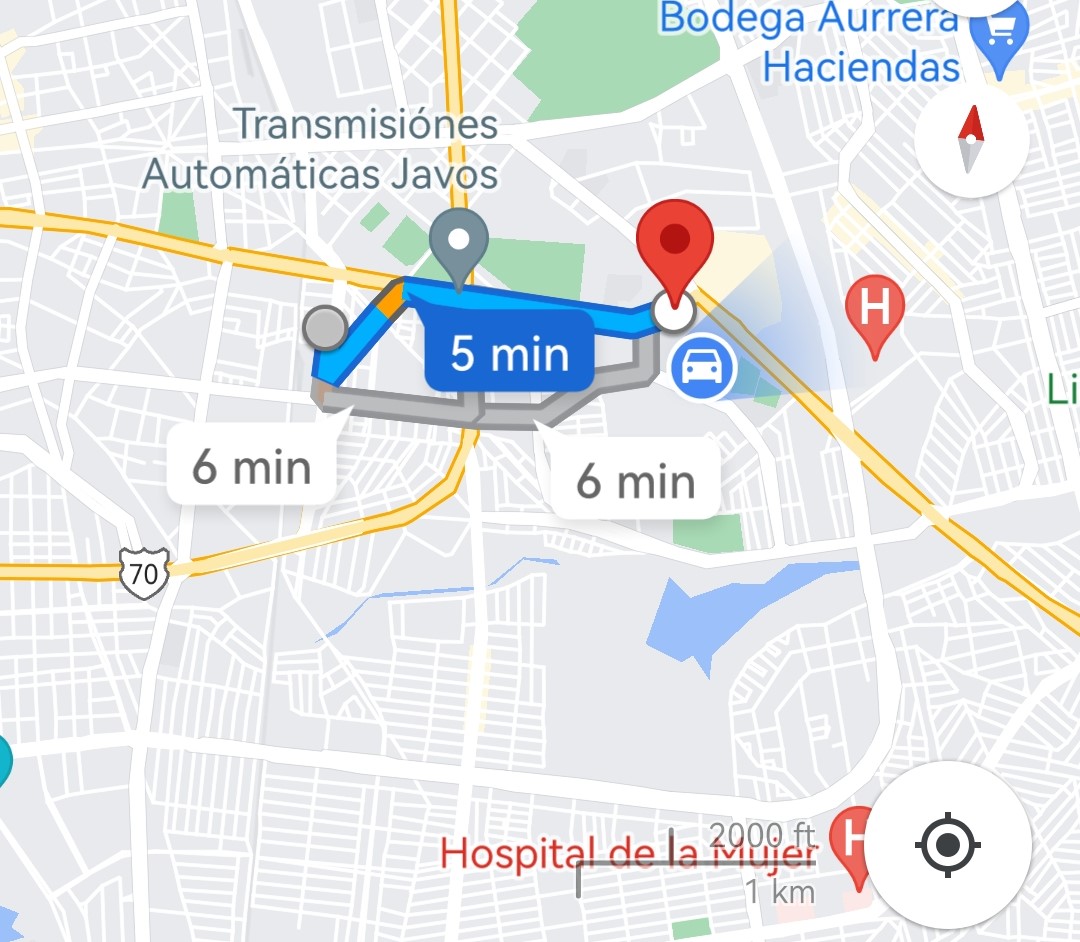 Bodega Aurrera
Haciendas
Transmisiónes
Automáticas Javos
H
5 min
Li
6 min
6 min
70
2000 ft
Hospital de la Mujer
H
1 km